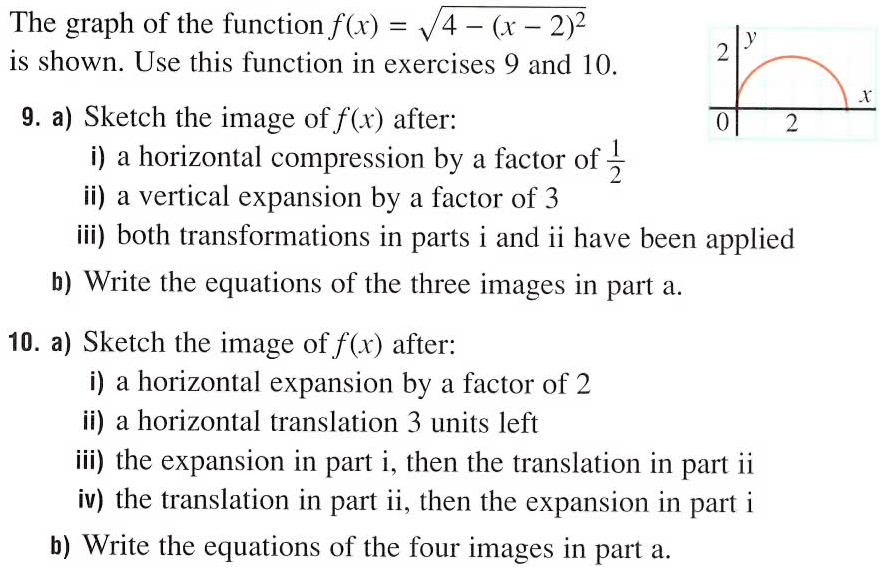 The graph of the function f(x) = √(4 − (x − 2)²)
is shown. Use this function in exercises 9 and 10.
2 y
x
0 2
9. a) Sketch the image of f(x) after:
i) a horizontal compression by a factor of 1/2
ii) a vertical expansion by a factor of 3
iii) both transformations in parts i and ii have been applied
b) Write the equations of the three images in part a.
10. a) Sketch the image of f(x) after:
i) a horizontal expansion by a factor of 2
ii) a horizontal translation 3 units left
iii) the expansion in part i, then the translation in part ii
iv) the translation in part ii, then the expansion in part i
b) Write the equations of the four images in part a.